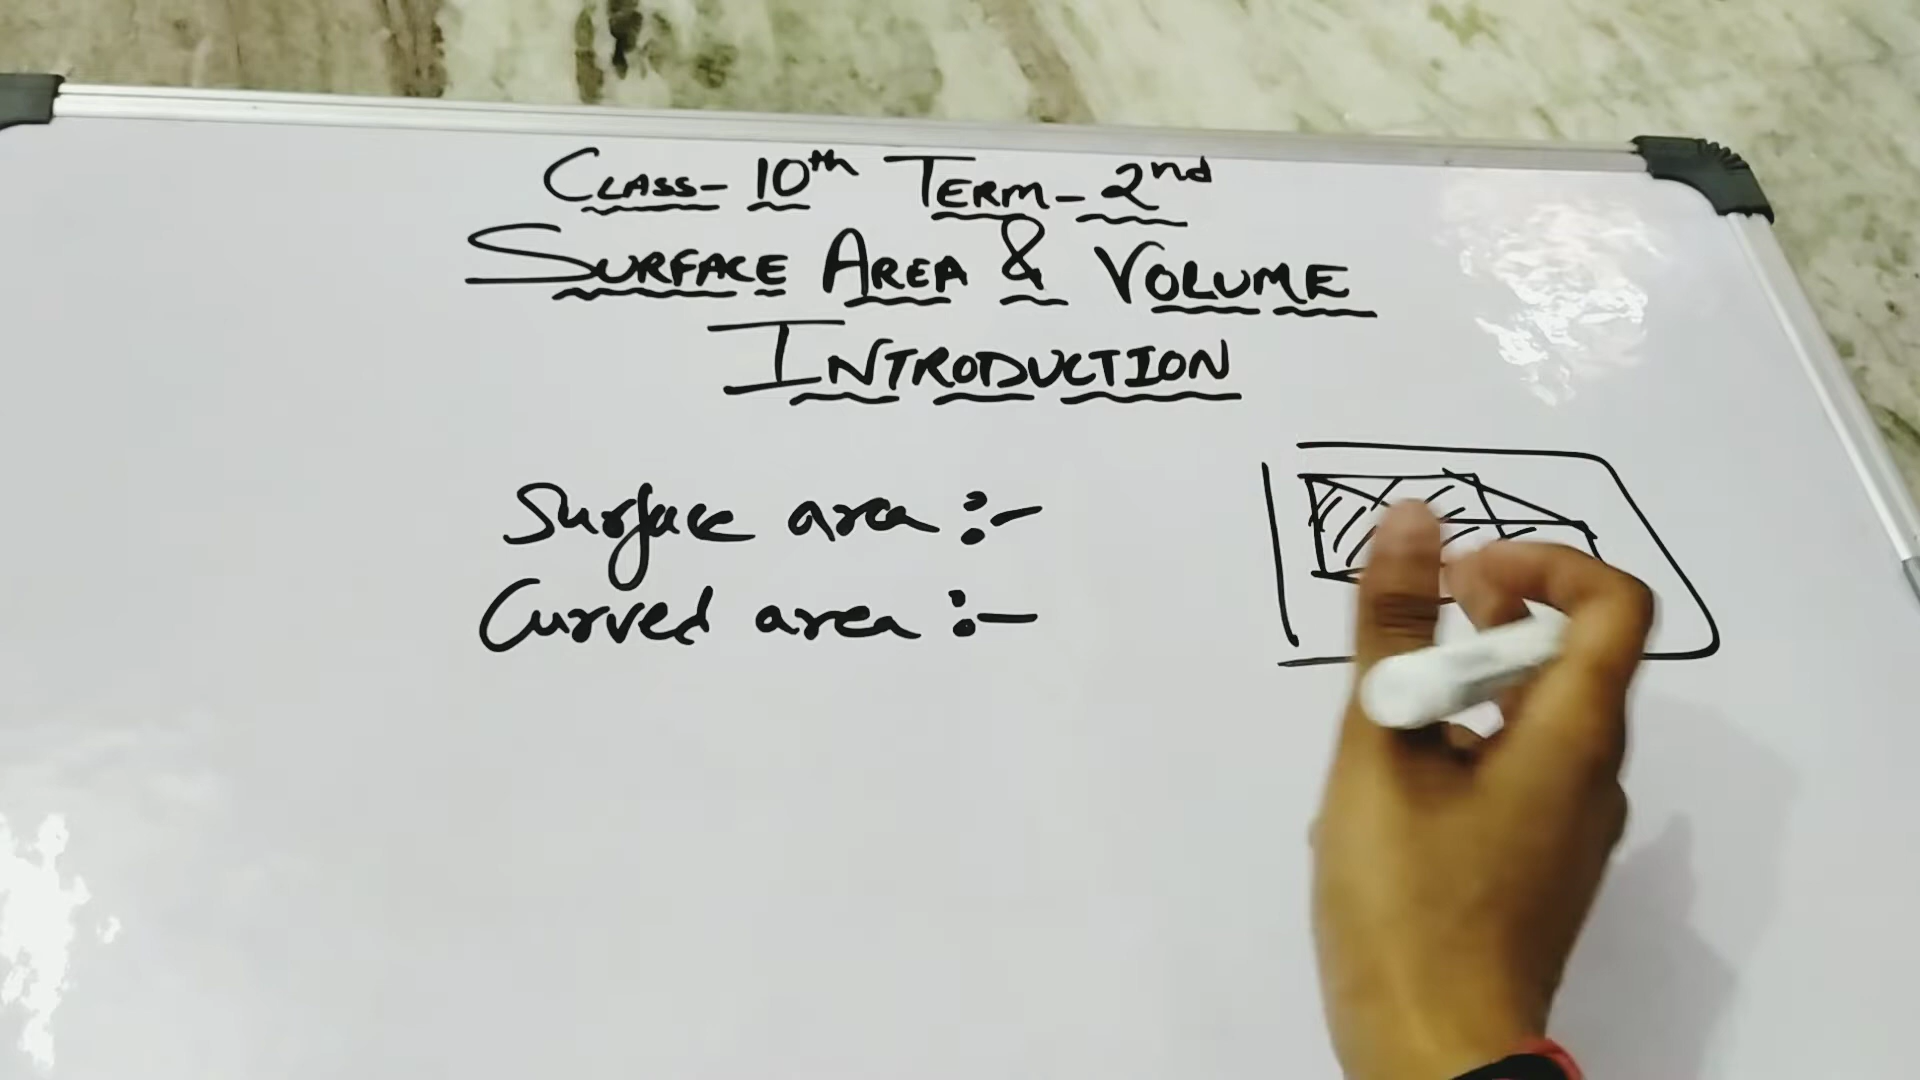 CLASS- 10th TERM- 2nd
SURFACE AREA & VOLUME
INTRODUCTION
Surface area :-
Curved area :-